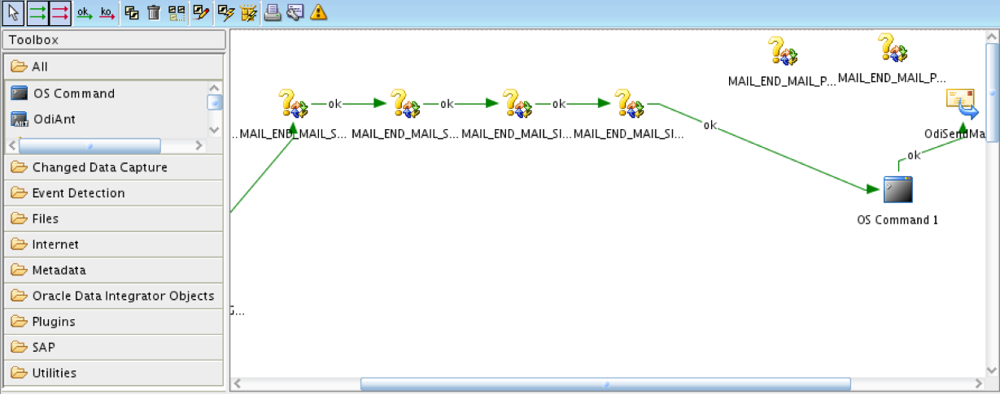 ok
ko
Toolbox
All
OS Command
OdiAnt
Changed Data Capture
Event Detection
Files
Internet
Metadata
Oracle Data Integrator Objects
Plugins
SAP
Utilities
MAIL_END_MAIL_P... MAIL_END_MAIL_P...
ok ok ok
..MAIL_END_MAIL_S... MAIL_END_MAIL_S... MAIL_END_MAIL_SI... MAIL_END_MAIL_SI...
OdiSendMa
ok
ok
OS Command 1
G...